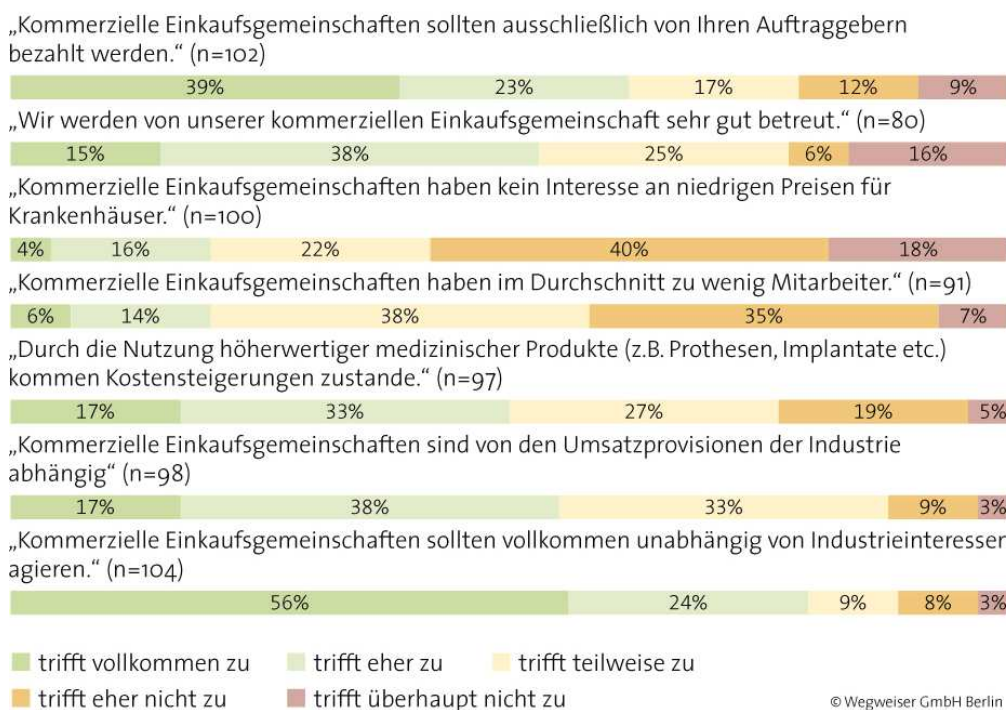 „Kommerzielle Einkaufsgemeinschaften sollten ausschließlich von Ihren Auftraggebern
bezahlt werden.“ (n=102)
39% 23% 17% 12% 9%
„Wir werden von unserer kommerziellen Einkaufsgemeinschaft sehr gut betreut.“ (n=80)
15% 38% 25% 6% 16%
„Kommerzielle Einkaufsgemeinschaften haben kein Interesse an niedrigen Preisen für
Krankenhäuser.“ (n=100)
4% 16% 22% 40% 18%
„Kommerzielle Einkaufsgemeinschaften haben im Durchschnitt zu wenig Mitarbeiter.“ (n=91)
6% 14% 38% 35% 7%
„Durch die Nutzung höherwertiger medizinischer Produkte (z.B. Prothesen, Implantate etc.)
kommen Kostensteigerungen zustande.“ (n=97)
17% 33% 27% 19% 5%
„Kommerzielle Einkaufsgemeinschaften sind von den Umsatzprovisionen der Industrie
abhängig“ (n=98)
17% 38% 33% 9% 3%
„Kommerzielle Einkaufsgemeinschaften sollten vollkommen unabhängig von Industrieinteressen
agieren.“ (n=104)
56% 24% 9% 8% 3%
trifft vollkommen zu trifft eher zu trifft teilweise zu
trifft eher nicht zu trifft überhaupt nicht zu
© Wegweiser GmbH Berlin